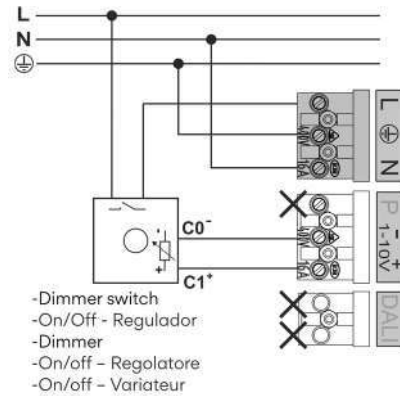 L
N
L
N
P
- +
1-10V
DALI
C0-
C1+
-Dimmer switch
-On/Off - Regulador
-Dimmer
-On/off - Regolatore
-On/off – Variateur